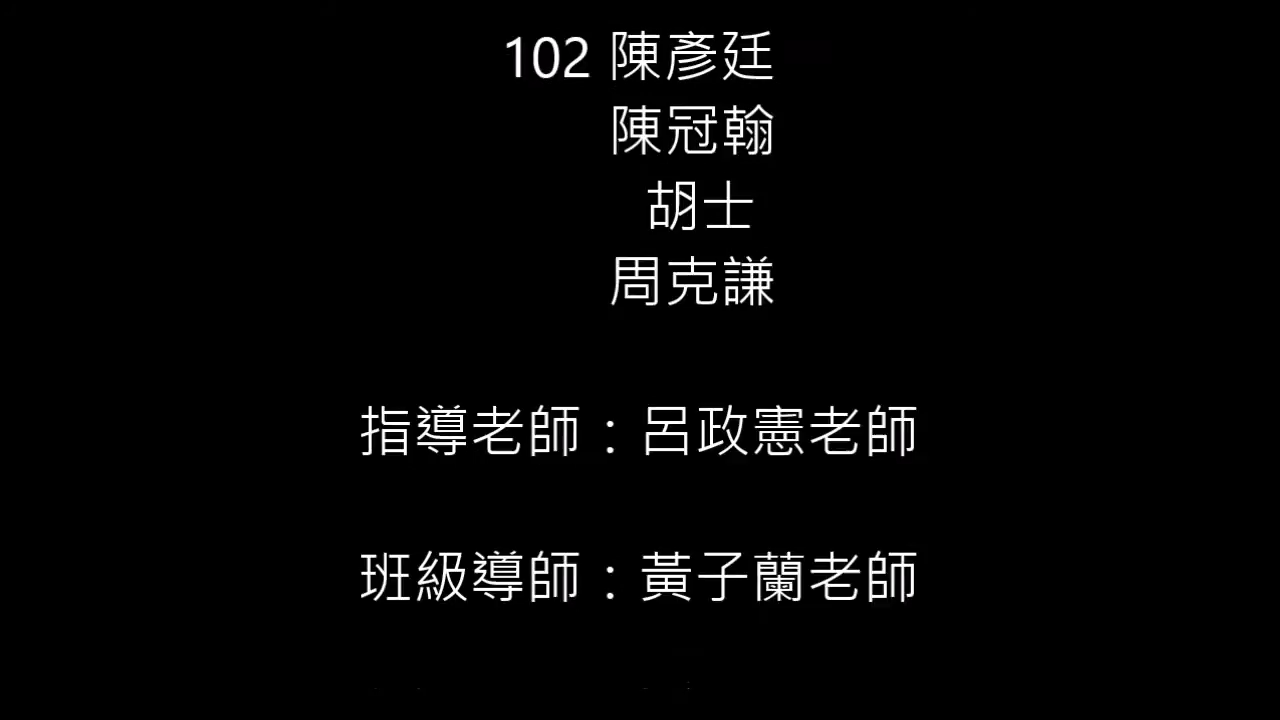 102 陳彥廷
陳冠翰
胡士
周克謙
指導老師：呂政憲老師
班級導師：黃子蘭老師